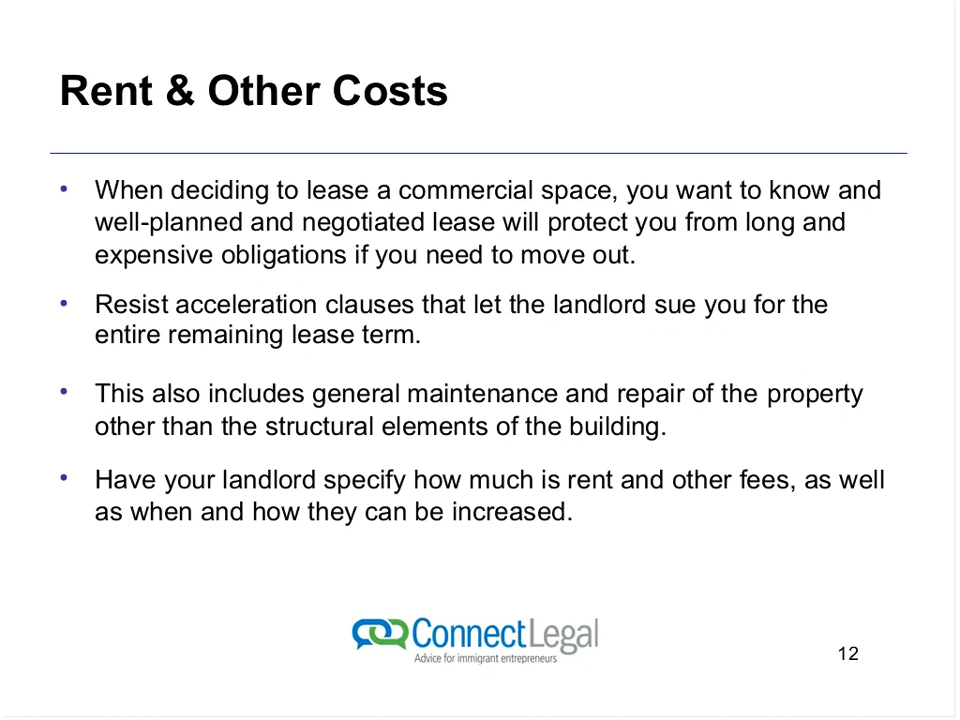 Rent & Other Costs
• When deciding to lease a commercial space, you want to know and
well-planned and negotiated lease will protect you from long and
expensive obligations if you need to move out.
• Resist acceleration clauses that let the landlord sue you for the
entire remaining lease term.
• This also includes general maintenance and repair of the property
other than the structural elements of the building.
• Have your landlord specify how much is rent and other fees, as well
as when and how they can be increased.
ConnectLegal
Advice for immigrant entrepreneurs
12